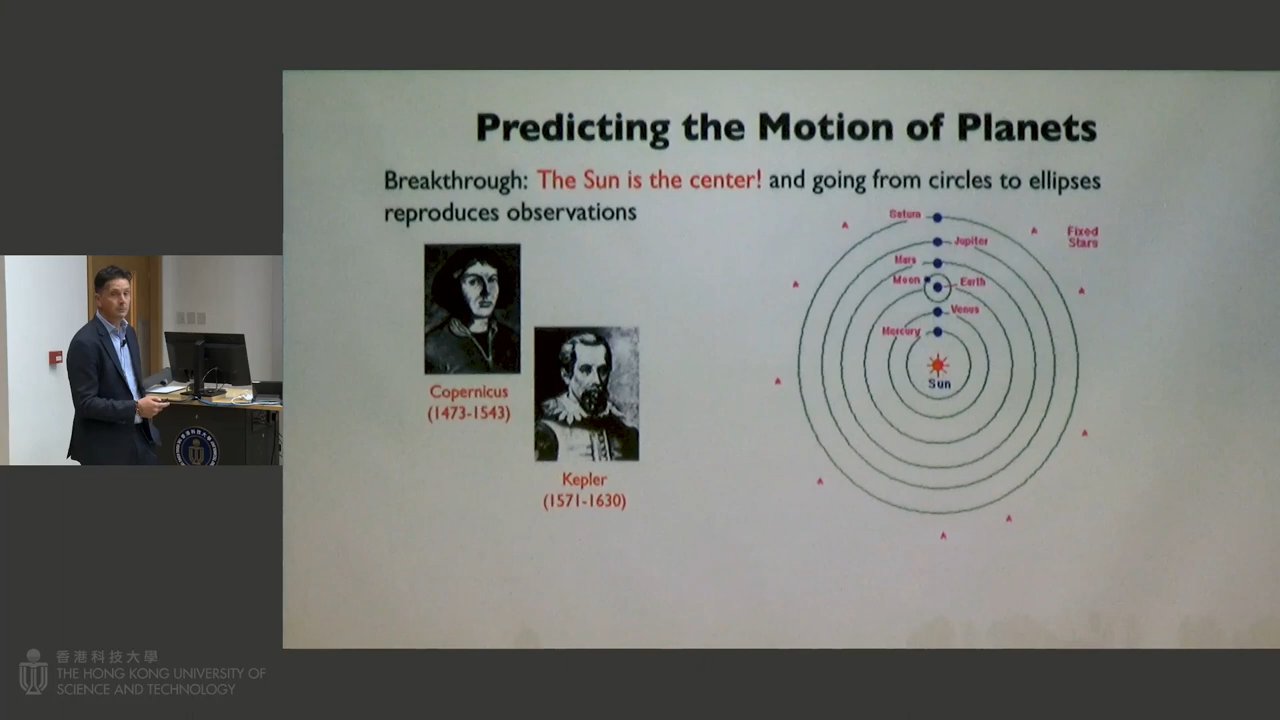 Predicting the Motion of Planets
Breakthrough: The Sun is the center! and going from circles to ellipses
reproduces observations
Copernicus
(1473-1543)
Kepler
(1571-1630)
Saturn
Jupiter
Mars
Moon
Earth
Venus
Mercury
Sun
Fixed
Stars
香港科技大學
THE HONG KONG UNIVERSITY OF
SCIENCE AND TECHNOLOGY